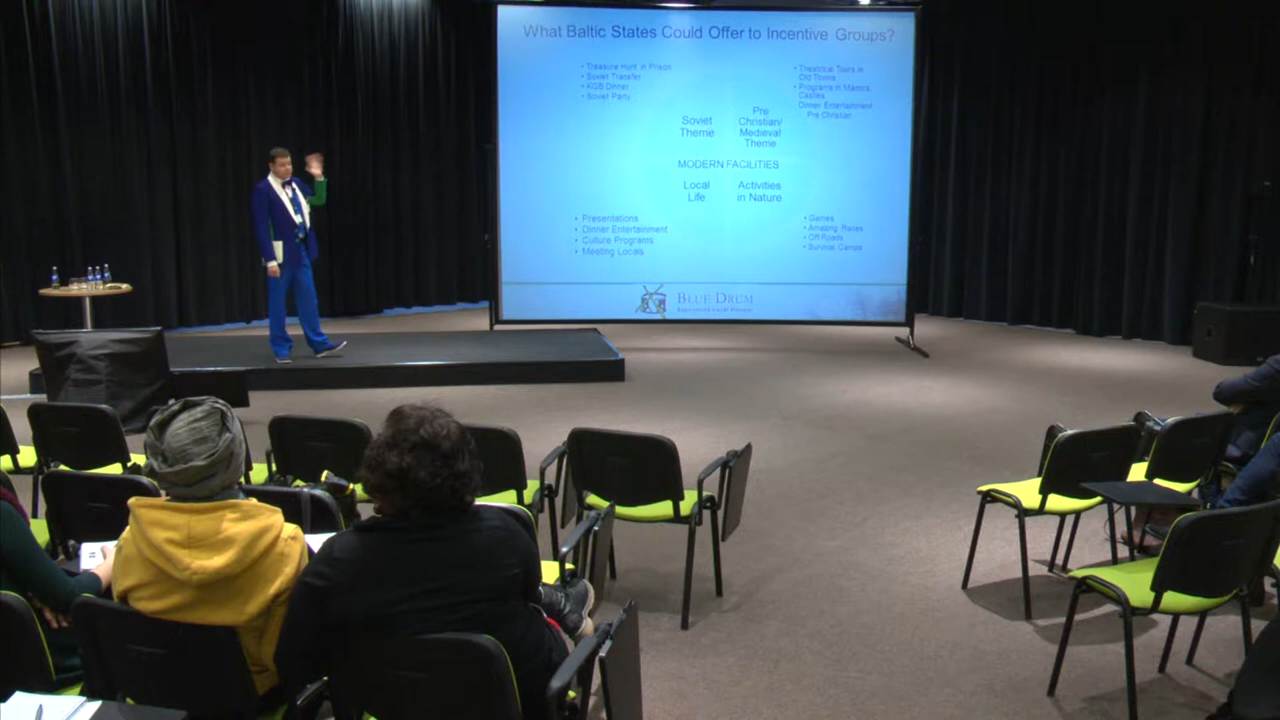 What Baltic States Could Offer to Incentive Groups?
• Treasure Hunt in Prison
• Soviet Transfer
• KGB Dinner
• Soviet Party
• Theatrical Tours in
Old Towns
• Programs in Manors,
Castles
Dinner Entertainment
Pre Christian
Soviet
Theme
Pre
Christian/
Medieval
Theme
MODERN FACILITIES
Local
Life
Activities
in Nature
• Presentations
• Dinner Entertainment
• Culture Programs
• Meeting Locals
• Games
• Amazing Races
• Off Roads
• Survival Camps
BLUE DRUM